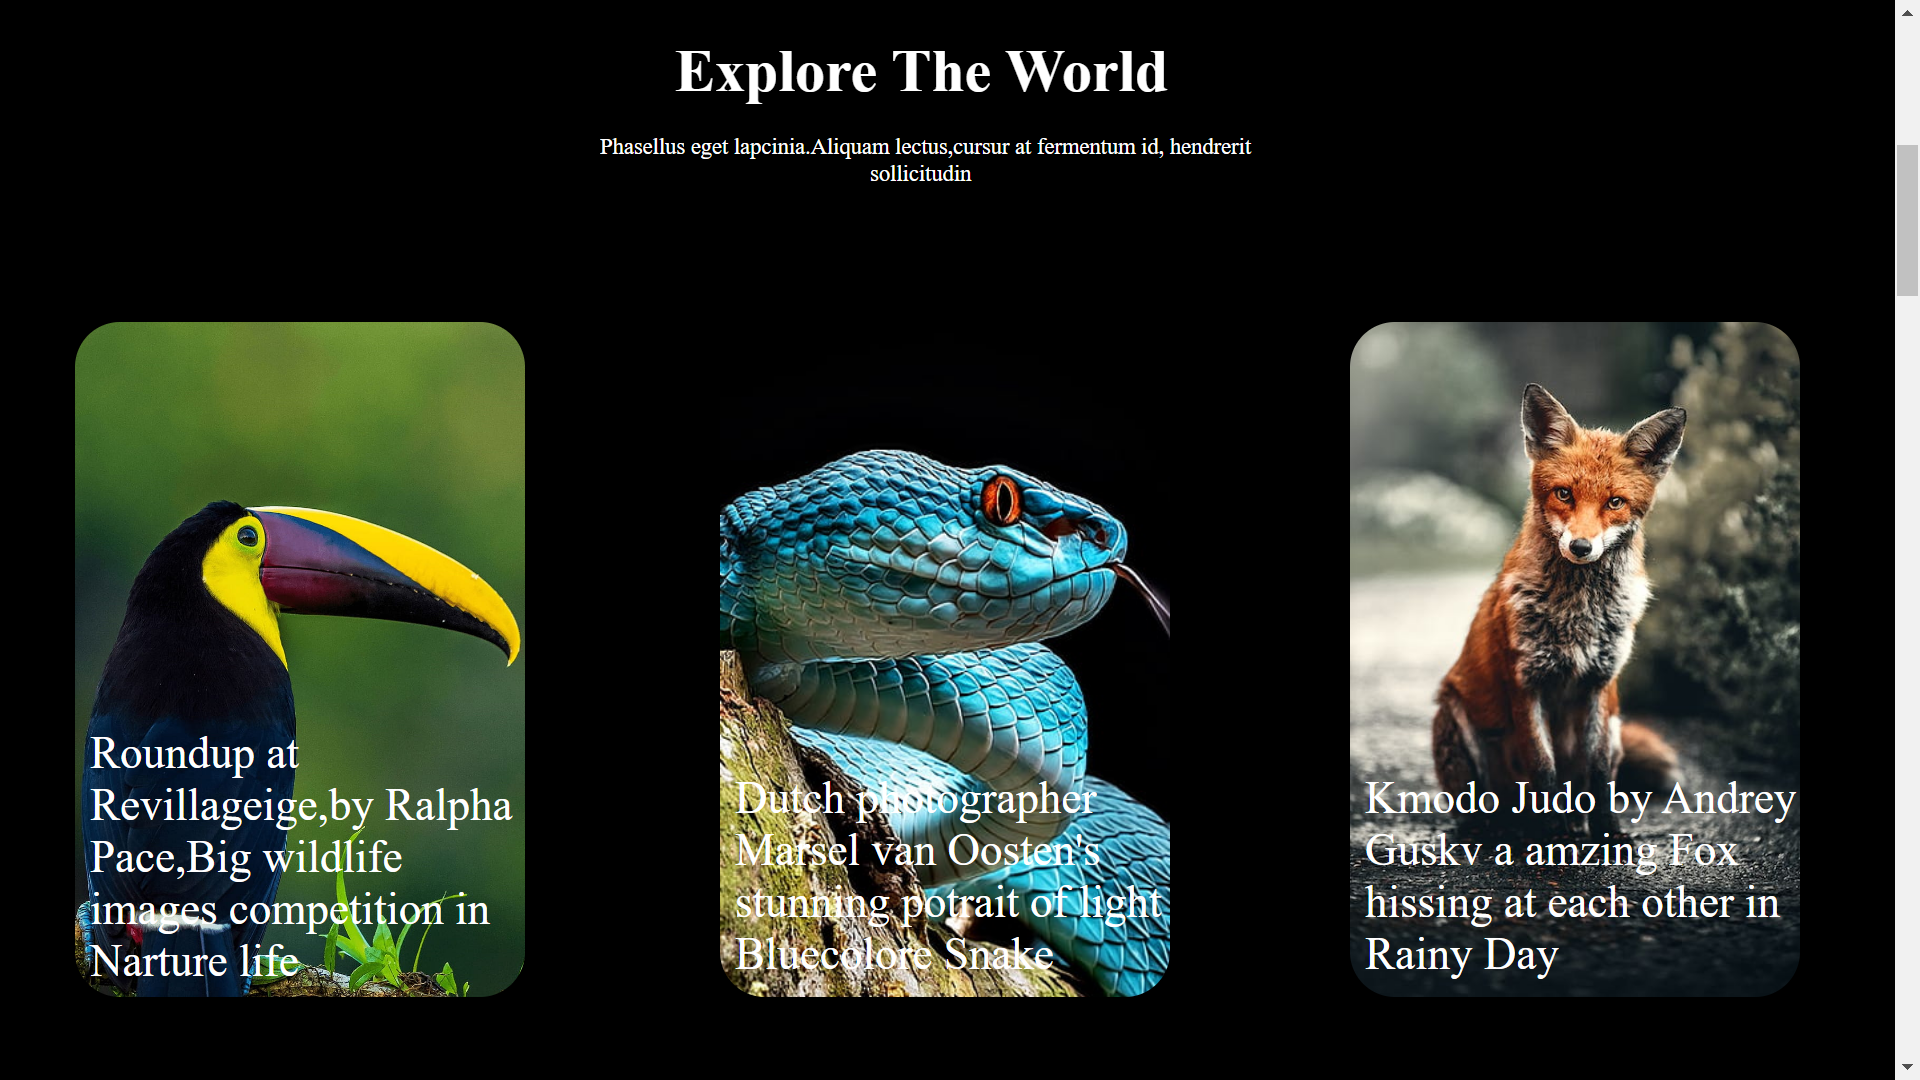 Explore The World
Phasellus eget lapcinia.Aliquam lectus,cursur at fermentum id, hendrerit
sollicitudin
Roundup at
Revillageige,by Ralpha
Pace,Big wildlife
images competition in
Narture life
Dutch photographer
Marsel van Oosten's
stunning potrait of light
Bluecolore Snake
Kmodo Judo by Andrey
Guskv a amzing Fox
hissing at each other in
Rainy Day